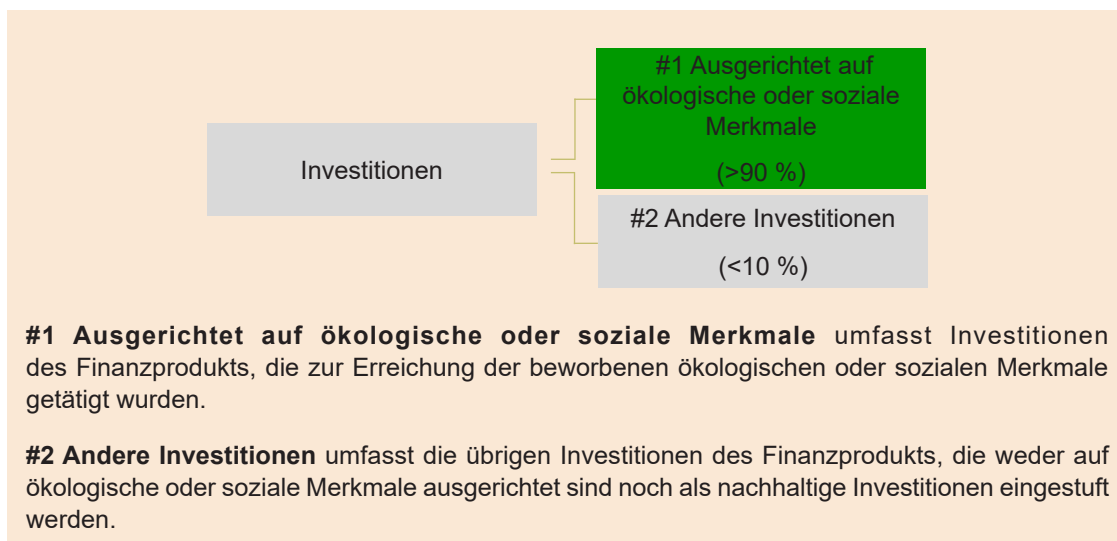 #1 Ausgerichtet auf
ökologische oder soziale
Merkmale
(>90 %)
Investitionen
#2 Andere Investitionen
(<10 %)
#1 Ausgerichtet auf ökologische oder soziale Merkmale umfasst Investitionen
des Finanzprodukts, die zur Erreichung der beworbenen ökologischen oder sozialen Merkmale
getätigt wurden.
#2 Andere Investitionen umfasst die übrigen Investitionen des Finanzprodukts, die weder auf
ökologische oder soziale Merkmale ausgerichtet sind noch als nachhaltige Investitionen eingestuft
werden.